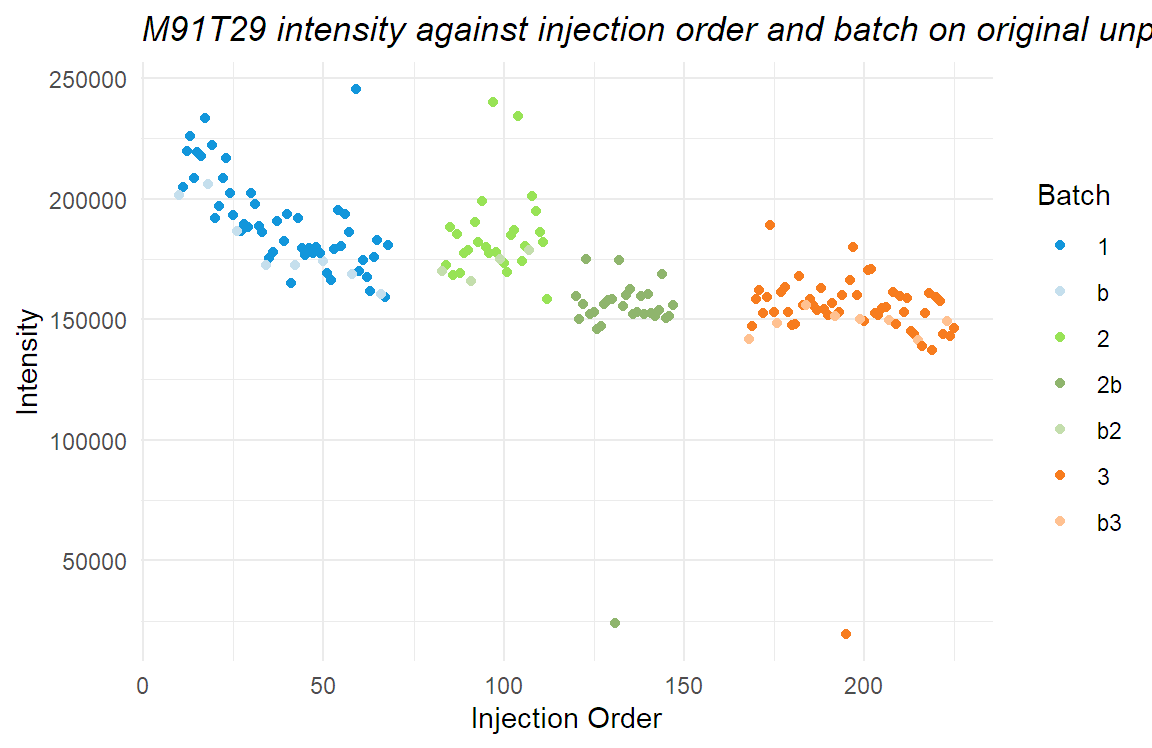 M91T29 intensity against injection order and batch on original unp
250000
200000
150000
100000
50000
Intensity
0 50 100 150 200
Injection Order
Batch
1
b
2
2b
b2
3
b3